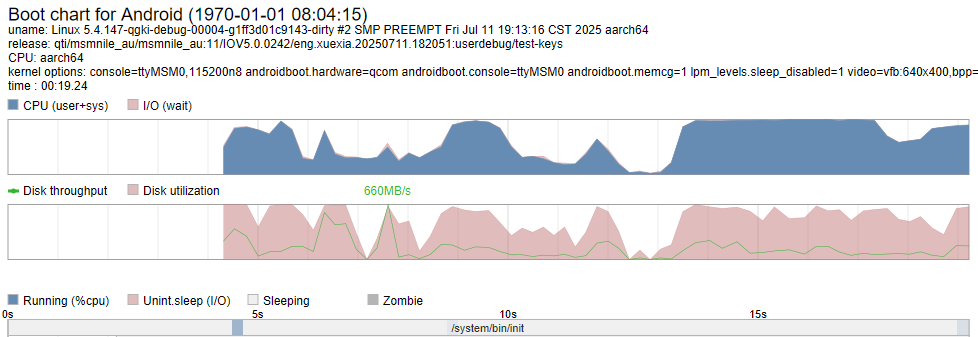 Boot chart for Android (1970-01-01 08:04:15)
uname: Linux 5.4.147-qgki-debug-00004-g1ff3d01c9143-dirty #2 SMP PREEMPT Fri Jul 11 19:13:16 CST 2025 aarch64
release: qti/msmnile_au/msmnile_au:11/IOV5.0.0242/eng.xuexia.20250711.182051:userdebug/test-keys
CPU: aarch64
kernel options: console=ttyMSM0,115200n8 androidboot.hardware=qcom androidboot.console=ttyMSM0 androidboot.memcg=1 lpm_levels.sleep_disabled=1 video=vfb:640x400,bpp=
time : 00:19.24
CPU (user+sys) I/O (wait)
Disk throughput Disk utilization 660MB/s
Running (%cpu) Unint.sleep (I/O) Sleeping Zombie
0s 5s 10s 15s
/system/bin/init